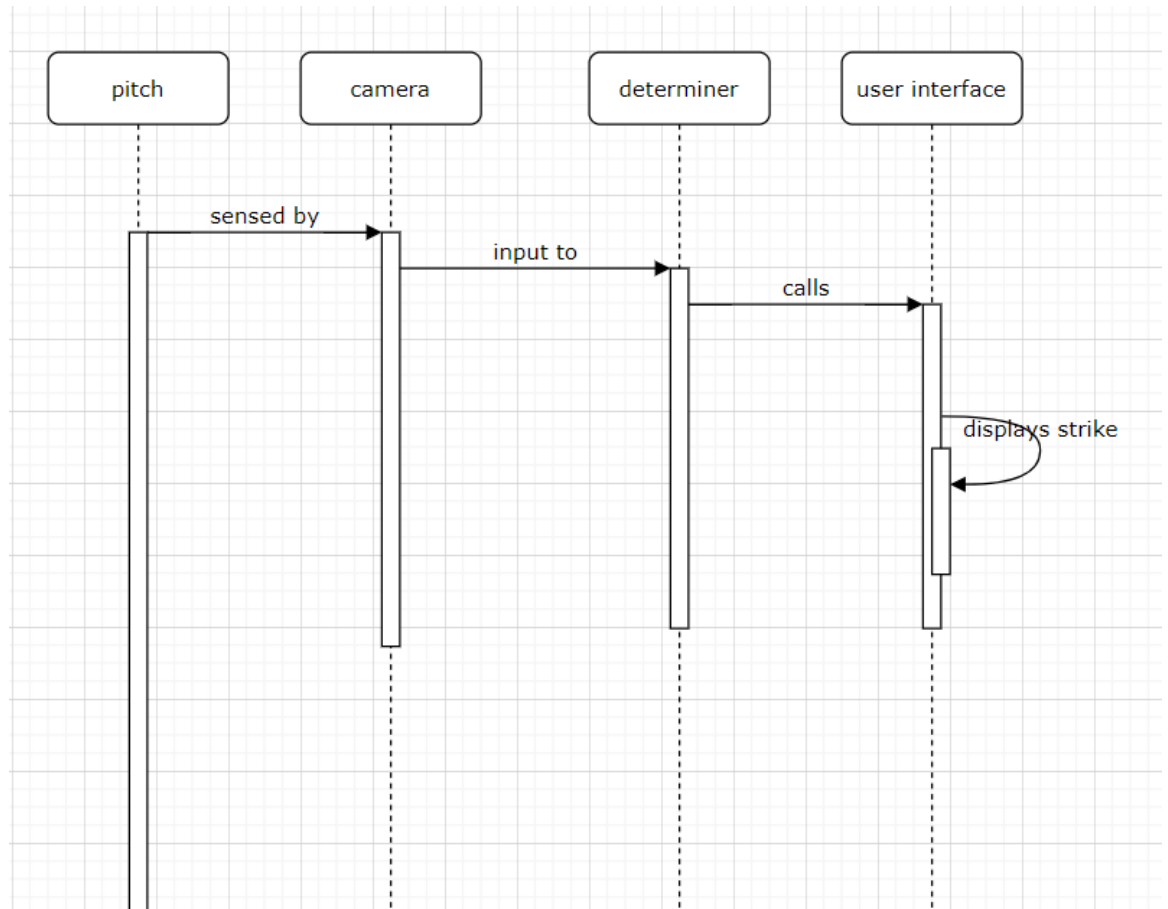 pitch
camera
determiner
user interface
sensed by
input to
calls
displays strike